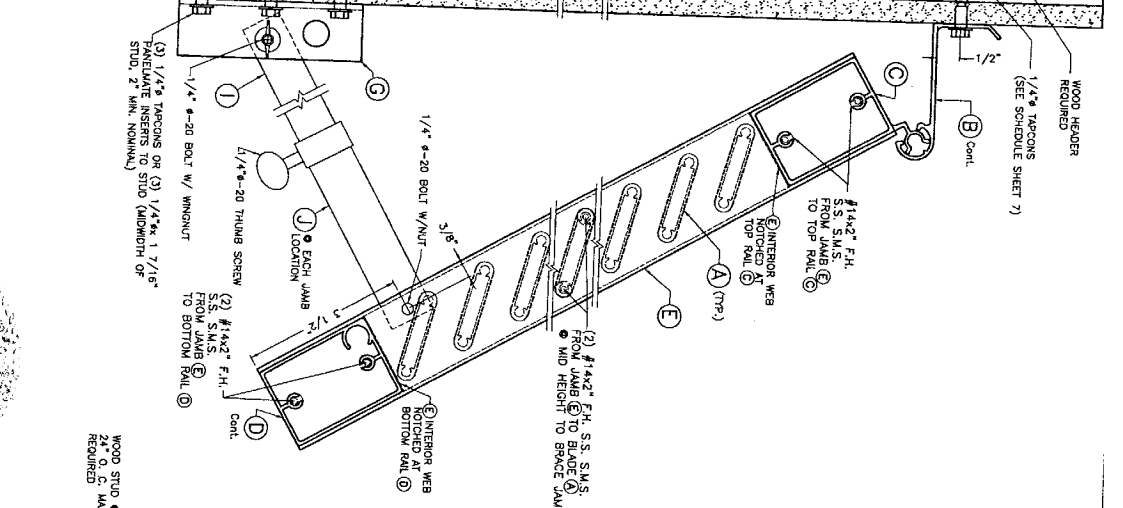 WOOD HEADER
REQUIRED
1/4"ø TAPCONS
(SEE SCHEDULE SHEET 7)
1/2"
B Cont.
C
#14x2" F.H.
S.S. S.M.S.
FROM JAMB E
TO TOP RAIL C
E INTERIOR WEB
NOTCHED AT
TOP RAIL C
A (TYP.)
E
(2) #14x2" F.H. S.S. S.M.S.
FROM JAMB E TO BLADE A
@ MID HEIGHT TO BRACE JAM
3/8"
1/4" ø-20 BOLT W/NUT
G
I
1/4" ø-20 BOLT W/ WINGNUT
(3) 1/4"ø TAPCONS OR (3) 1/4"øx 1 7/16"
PANELMATE INSERTS TO STUD (MIDWIDTH OF
STUD, 2" MIN. NOMINAL)
1/4"ø-20 THUMB SCREW
J @ EACH JAMB
LOCATION
3 1/2"
(2) #14x2" F.H.
S.S. S.M.S.
FROM JAMB E
TO BOTTOM RAIL D
D
Cont.
E INTERIOR WEB
NOTCHED AT
BOTTOM RAIL D
WOOD STUD
24" O. C. MA
REQUIRED